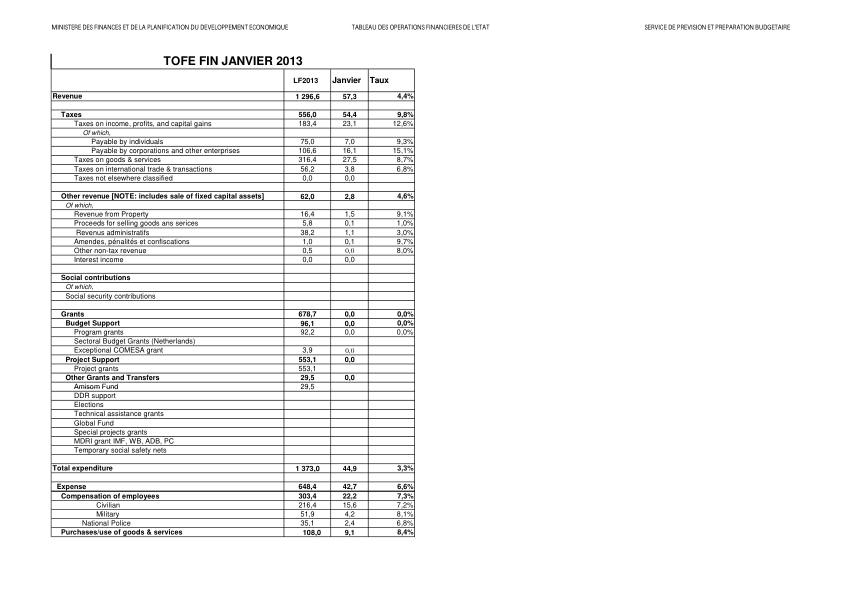 MINISTERE DES FINANCES ET DE LA PLANIFICATION DU DEVELOPPEMENT ECONOMIQUE TABLEAU DES OPERATIONS FINANCIERES DE L'ETAT SERVICE DE PREVISION ET PREPARATION BUDGETAIRE
TOFE FIN JANVIER 2013
LF2013 Janvier Taux
Revenue 1 296,6 57,3 4,4%
Taxes 556,0 54,4 9,8%
Taxes on income, profits, and capital gains 183,4 23,1 12,6%
Of which,
Payable by individuals 75,0 7,0 9,3%
Payable by corporations and other enterprises 106,6 16,1 15,1%
Taxes on goods & services 316,4 27,5 8,7%
Taxes on international trade & transactions 56,2 3,8 6,8%
Taxes not elsewhere classified 0,0 0,0
Other revenue [NOTE: includes sale of fixed capital assets] 62,0 2,8 4,6%
Of which,
Revenue from Property 16,4 1,5 9,1%
Proceeds for selling goods ans serices 5,8 0,1 1,0%
Revenus administratifs 38,2 1,1 3,0%
Amendes, pénalités et confiscations 1,0 0,1 9,7%
Other non-tax revenue 0,5 0,0 8,0%
Interest income 0,0 0,0
Social contributions
Of which,
Social security contributions
Grants 678,7 0,0 0,0%
Budget Support 96,1 0,0 0,0%
Program grants 92,2 0,0 0,0%
Sectoral Budget Grants (Netherlands)
Exceptional COMESA grant 3,9 0,0
Project Support 553,1 0,0
Project grants 553,1
Other Grants and Transfers 29,5 0,0
Amisom Fund 29,5
DDR support
Elections
Technical assistance grants
Global Fund
Special projects grants
MDRI grant IMF, WB, ADB, PC
Temporary social safety nets
Total expenditure 1 373,0 44,9 3,3%
Expense 648,4 42,7 6,6%
Compensation of employees 303,4 22,2 7,3%
Civilian 216,4 15,6 7,2%
Military 51,9 4,2 8,1%
National Police 35,1 2,4 6,8%
Purchases/use of goods & services 108,0 9,1 8,4%